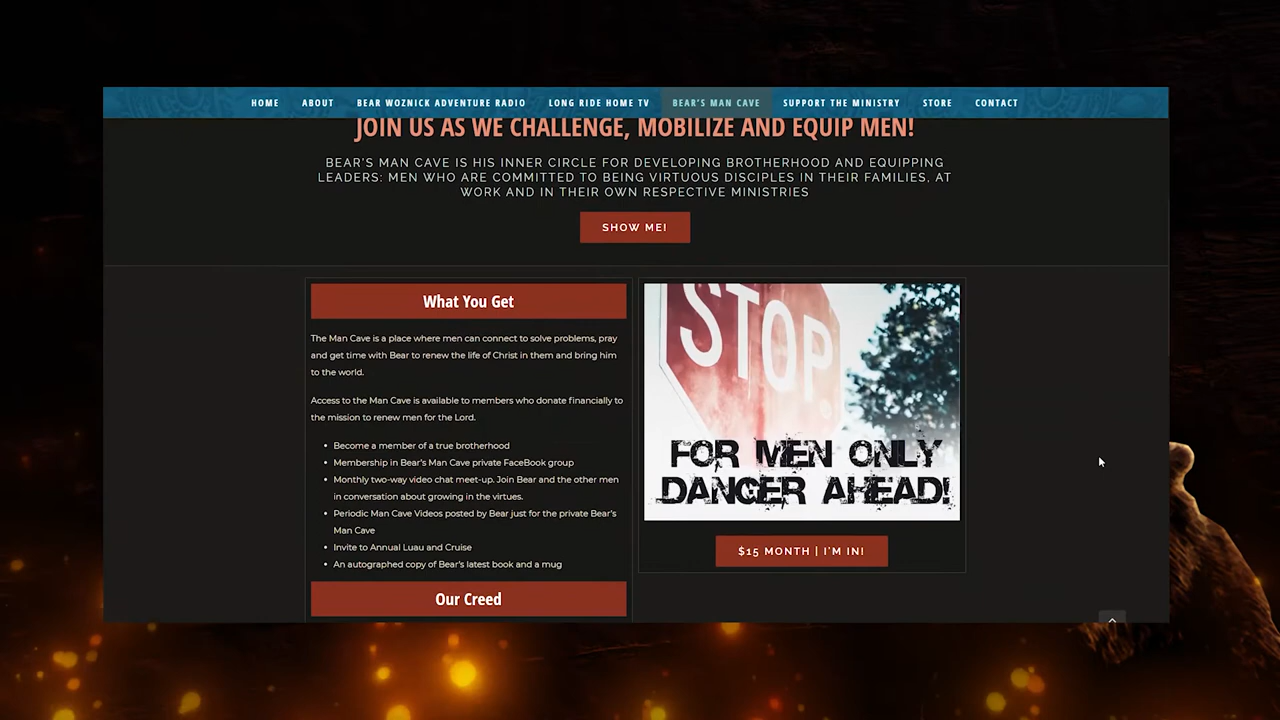 HOME ABOUT BEAR WOZNICK ADVENTURE RADIO LONG RIDE HOME TV BEAR'S MAN CAVE SUPPORT THE MINISTRY STORE CONTACT
JOIN US AS WE CHALLENGE, MOBILIZE AND EQUIP MEN!
BEAR'S MAN CAVE IS HIS INNER CIRCLE FOR DEVELOPING BROTHERHOOD AND EQUIPPING
LEADERS: MEN WHO ARE COMMITTED TO BEING VIRTUOUS DISCIPLES IN THEIR FAMILIES, AT
WORK AND IN THEIR OWN RESPECTIVE MINISTRIES
SHOW ME!
What You Get
The Man Cave is a place where men can connect to solve problems, pray
and get time with Bear to renew the life of Christ in them and bring him
to the world.
Access to the Man Cave is available to members who donate financially to
the mission to renew men for the Lord.
• Become a member of a true brotherhood
• Membership in Bear's Man Cave private FaceBook group
• Monthly two-way video chat meet-up. Join Bear and the other men
in conversation about growing in the virtues.
• Periodic Man Cave Videos posted by Bear just for the private Bear's
Man Cave
• Invite to Annual Luau and Cruise
• An autographed copy of Bear's latest book and a mug
Our Creed
STOP
FOR MEN ONLY
DANGER AHEAD!
$15 MONTH | I'M IN!